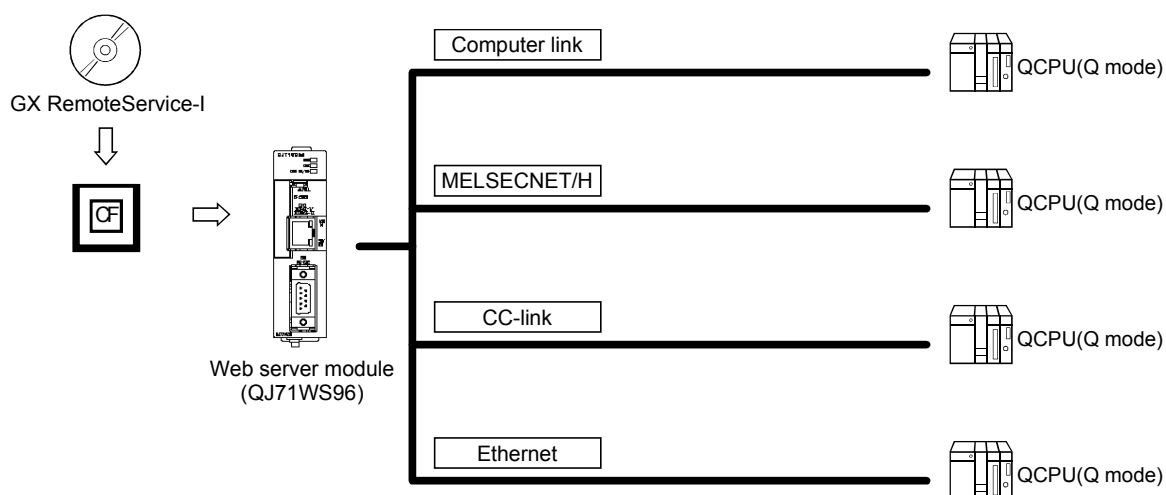 Computer link
QCPU(Q mode)
GX RemoteService-I
MELSECNET/H
QCPU(Q mode)
CF
CC-link
QCPU(Q mode)
Web server module
(QJ71WS96)
Ethernet
QCPU(Q mode)